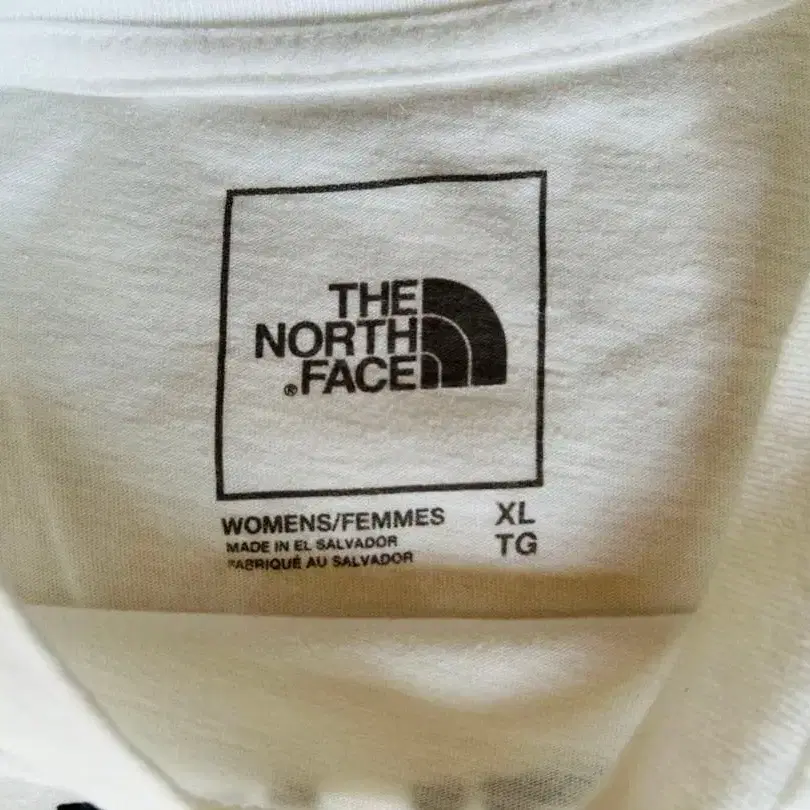 THE
NORTH
® FACE
WOMENS/FEMMES XL
MADE IN EL SALVADOR TG
FABRIQUÉ AU SALVADOR